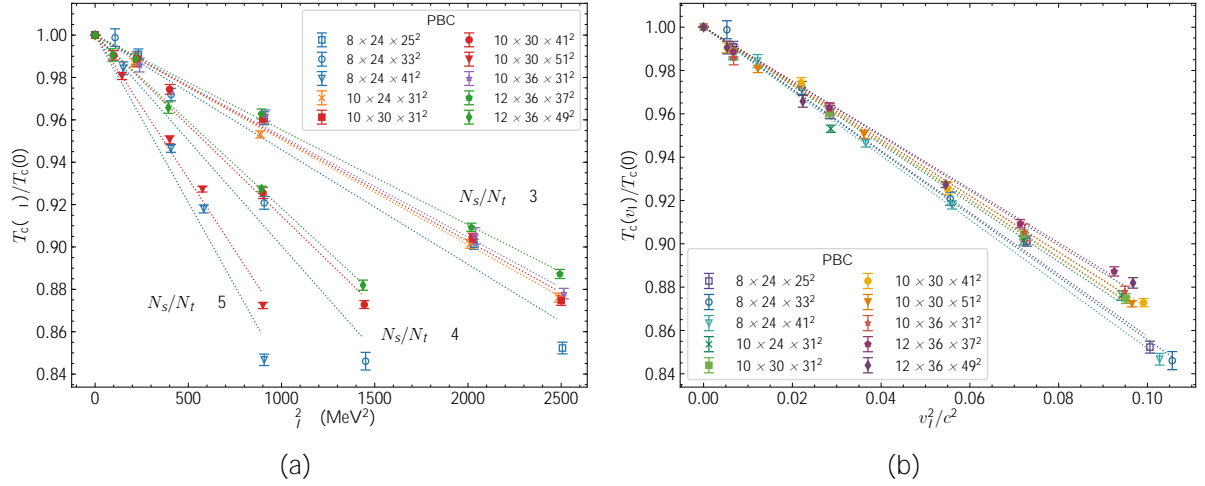 PBC
8 × 24 × 25²
8 × 24 × 33²
8 × 24 × 41²
10 × 24 × 31²
10 × 30 × 31²
10 × 30 × 41²
10 × 30 × 51²
10 × 36 × 31²
12 × 36 × 37²
12 × 36 × 49²
T_c( _I)/T_c(0)
1.00
0.98
0.96
0.94
0.92
0.90
0.88
0.86
0.84
N_s/N_t 3
N_s/N_t 4
N_s/N_t 5
0 500 1000 1500 2000 2500
²_I (MeV²)
(a)
T_c(v_I)/T_c(0)
1.00
0.98
0.96
0.94
0.92
0.90
0.88
0.86
0.84
PBC
8 × 24 × 25²
8 × 24 × 33²
8 × 24 × 41²
10 × 24 × 31²
10 × 30 × 31²
10 × 30 × 41²
10 × 30 × 51²
10 × 36 × 31²
12 × 36 × 37²
12 × 36 × 49²
0.00 0.02 0.04 0.06 0.08 0.10
v_I²/c²
(b)